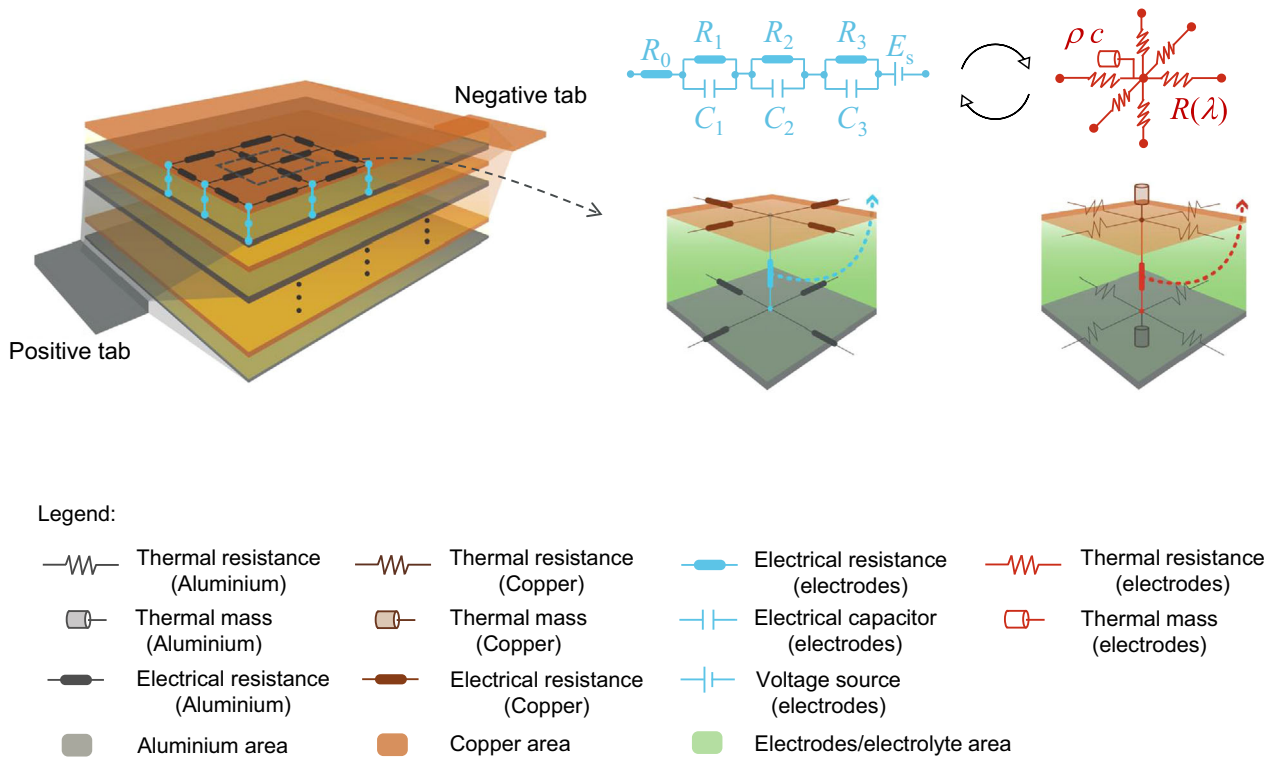 Negative tab
Positive tab
R0
R1
R2
R3
Es
C1
C2
C3
ρ c
R(λ)
Legend:
Thermal resistance
(Aluminium)
Thermal resistance
(Copper)
Electrical resistance
(electrodes)
Thermal resistance
(electrodes)
Thermal mass
(Aluminium)
Thermal mass
(Copper)
Electrical capacitor
(electrodes)
Thermal mass
(electrodes)
Electrical resistance
(Aluminium)
Electrical resistance
(Copper)
Voltage source
(electrodes)
Aluminium area
Copper area
Electrodes/electrolyte area